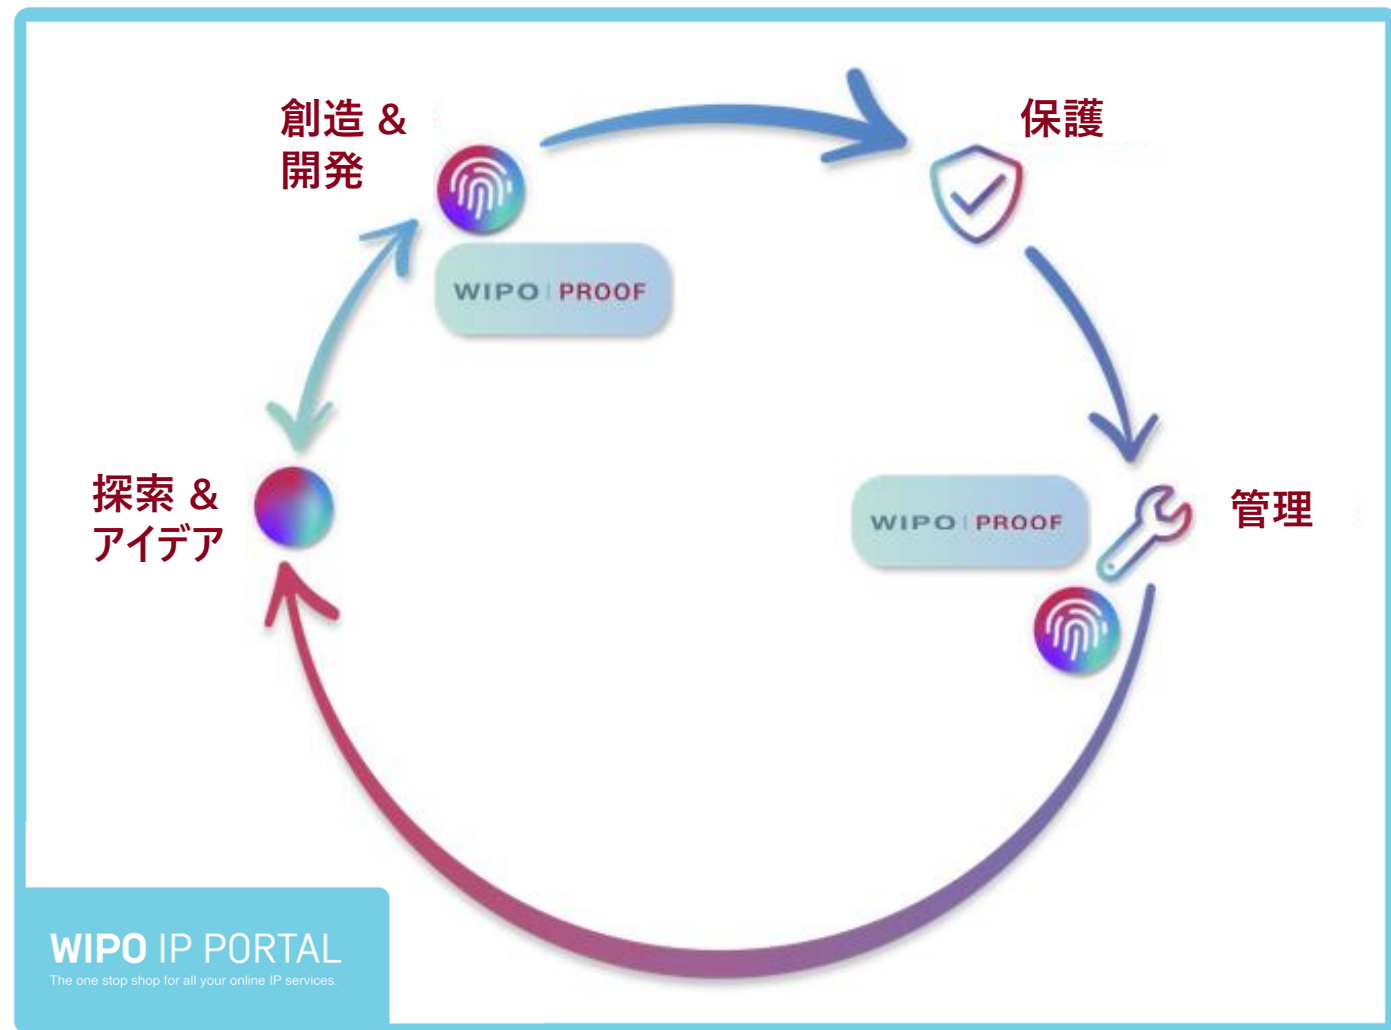 創造 &
開発
保護
WIPO | PROOF
探索 &
アイデア
WIPO | PROOF
管理
WIPO IP PORTAL
The one stop shop for all your online IP services.